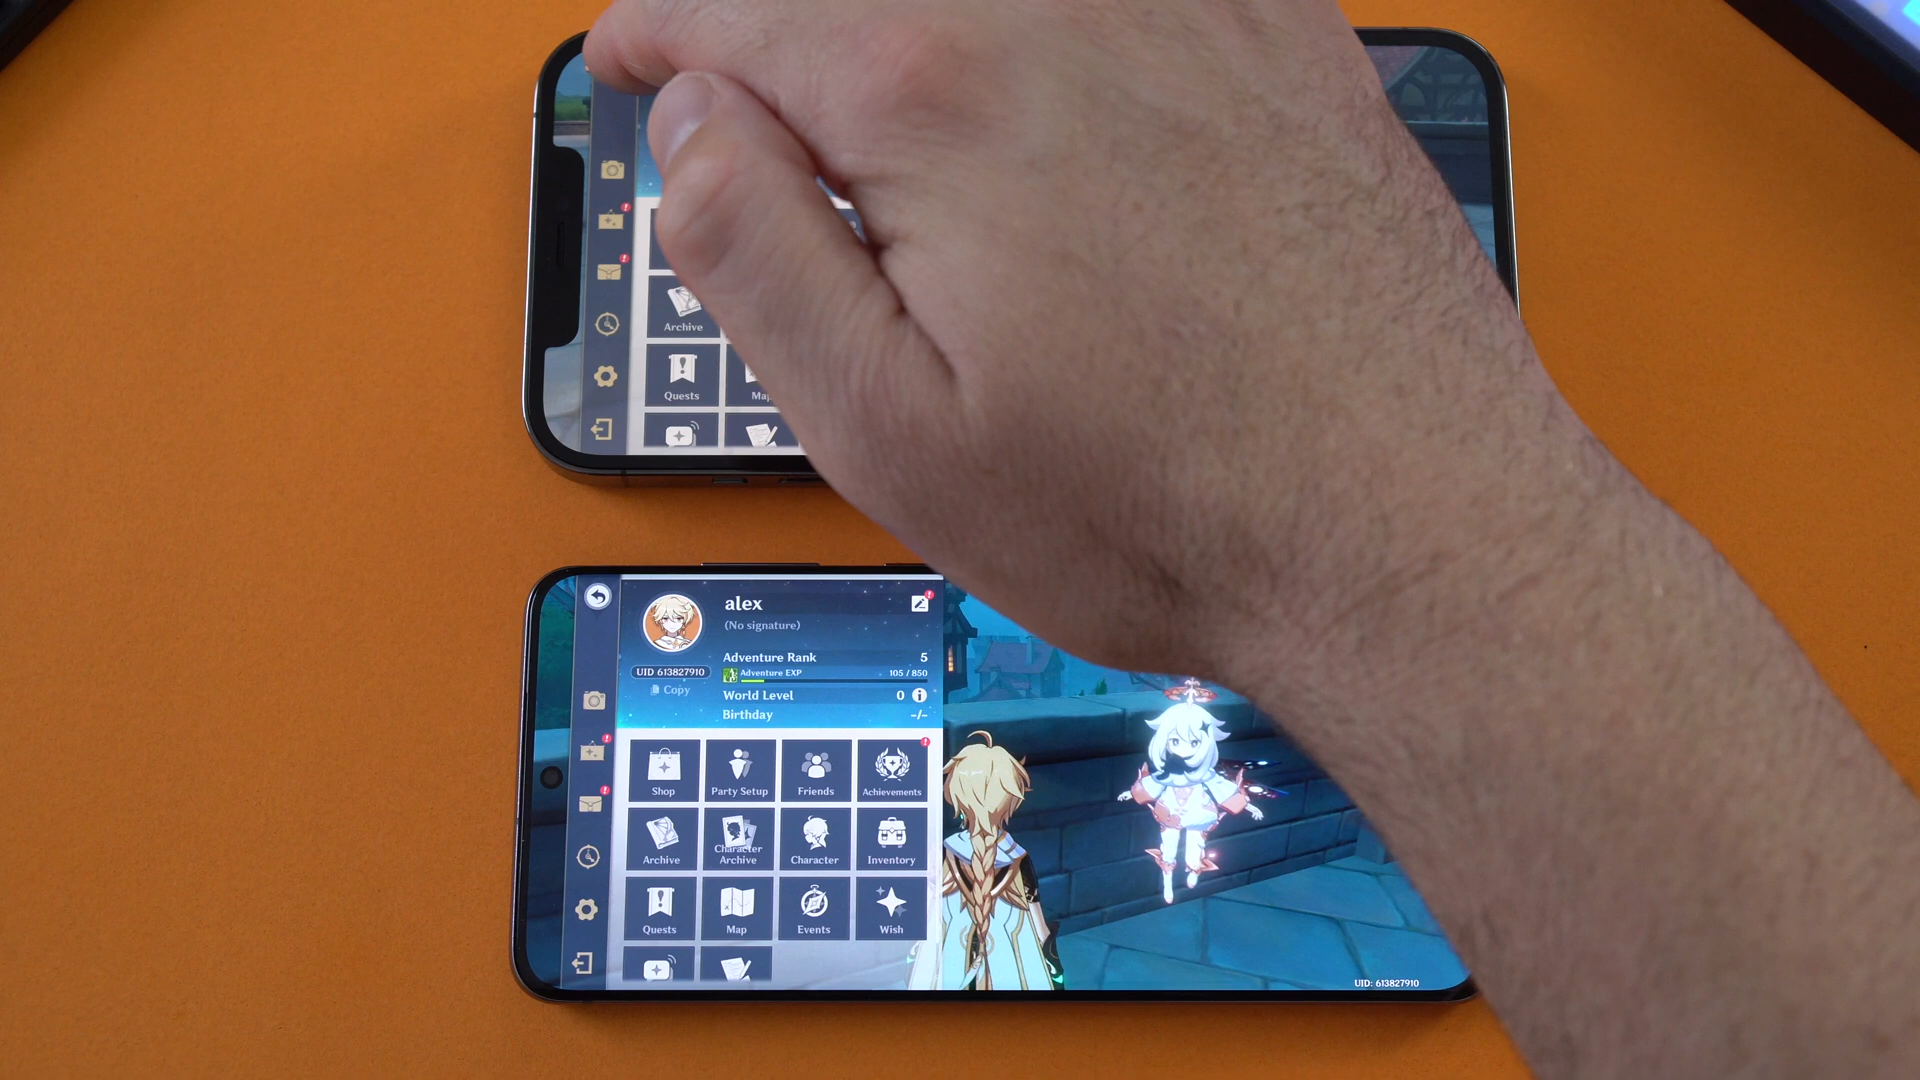 Archive
Quests
Map
alex
(No signature)
Adventure Rank 5
UID 613827910
Adventure EXP 105 / 850
Copy
World Level 0
Birthday -/-
Shop
Party Setup
Friends
Achievements
Archive
Character Archive
Character
Inventory
Quests
Map
Events
Wish
UID: 613827910